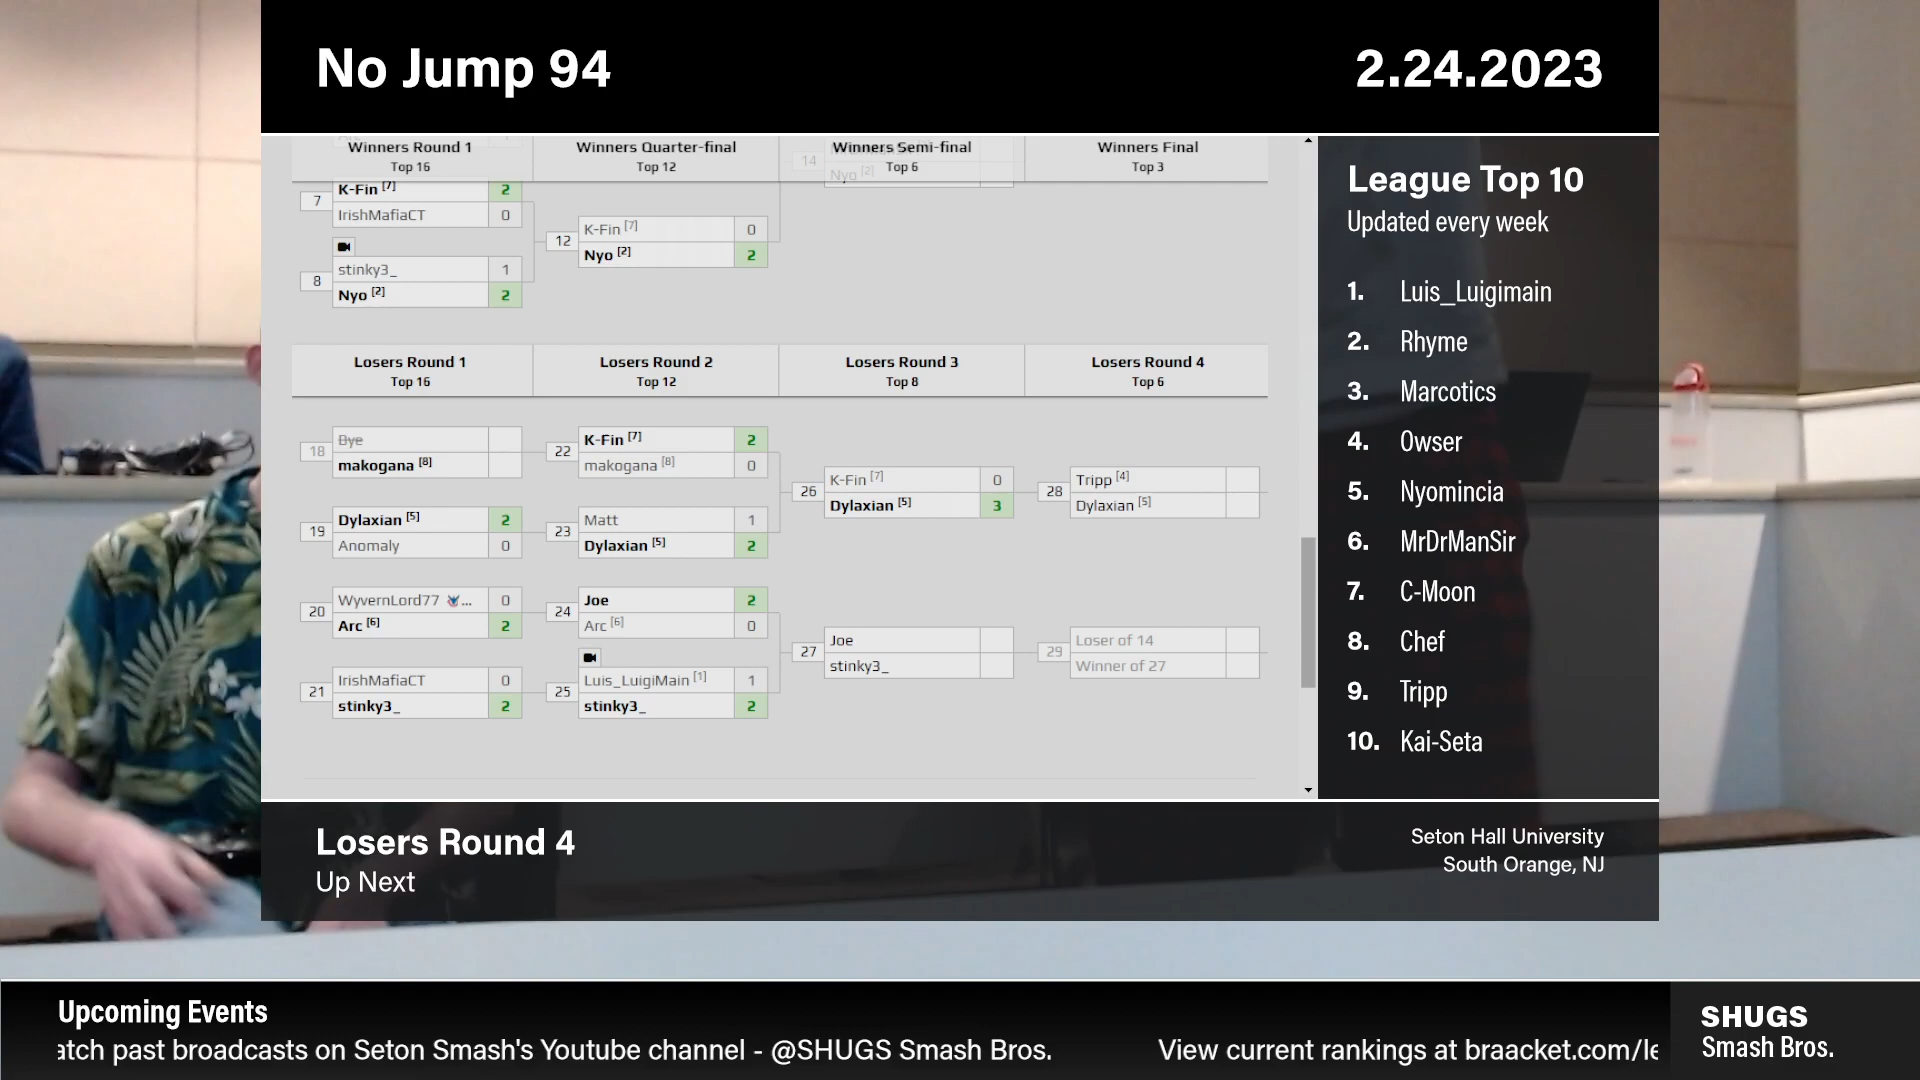 No Jump 94
2.24.2023
Winners Round 1
Top 16
Winners Quarter-final
Top 12
Winners Semi-final
Top 6
Winners Final
Top 3
14
Nyo [2]
7
K-Fin [7] 2
IrishMafiaCT 0
8
stinky3_ 1
Nyo [2] 2
12
K-Fin [7] 0
Nyo [2] 2
Losers Round 1
Top 16
Losers Round 2
Top 12
Losers Round 3
Top 8
Losers Round 4
Top 6
18
Bye
makogana [8]
19
Dylaxian [5] 2
Anomaly 0
20
WyvernLord77 ... 0
Arc [6] 2
21
IrishMafiaCT 0
stinky3_ 2
22
K-Fin [7] 2
makogana [8] 0
23
Matt 1
Dylaxian [5] 2
24
Joe 2
Arc [6] 0
25
Luis_LuigiMain [1] 1
stinky3_ 2
26
K-Fin [7] 0
Dylaxian [5] 3
27
Joe
stinky3_
28
Tripp [4]
Dylaxian [5]
29
Loser of 14
Winner of 27
League Top 10
Updated every week
1. Luis_Luigimain
2. Rhyme
3. Marcotics
4. Owser
5. Nyomincia
6. MrDrManSir
7. C-Moon
8. Chef
9. Tripp
10. Kai-Seta
Losers Round 4
Up Next
Seton Hall University
South Orange, NJ
Upcoming Events
atch past broadcasts on Seton Smash's Youtube channel - @SHUGS Smash Bros.
View current rankings at braacket.com/le
SHUGS
Smash Bros.